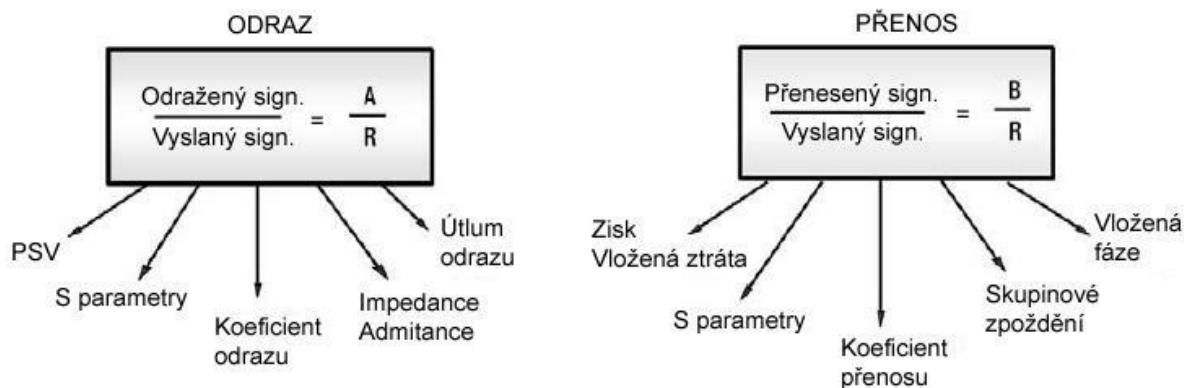 ODRAZ
Odražený sign.
Vyslaný sign.
=
A
R
PSV
S parametry
Koeficient
odrazu
Impedance
Admitance
Útlum
odrazu
PŘENOS
Přenesený sign.
Vyslaný sign.
=
B
R
Zisk
Vložená ztráta
S parametry
Koeficient
přenosu
Skupinové
zpoždění
Vložená
fáze